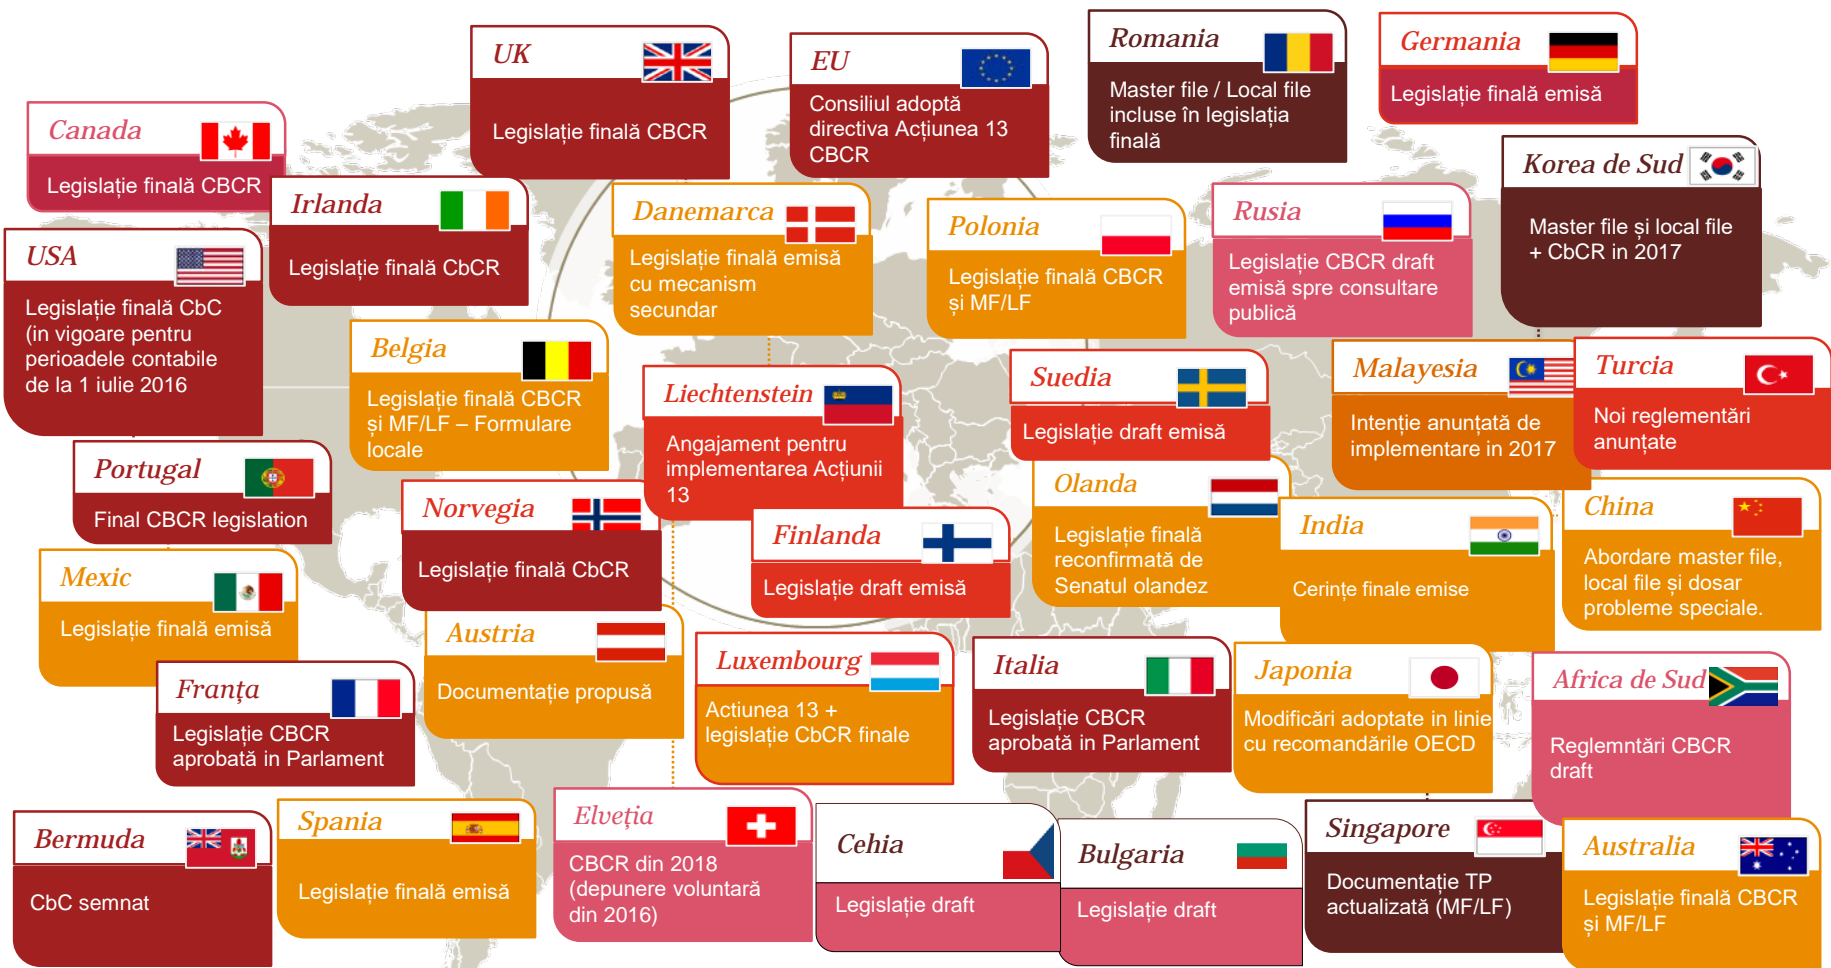 UK
Legislație finală CBCR
EU
Consiliul adoptă
directiva Acțiunea 13
CBCR
Romania
Master file / Local file
incluse în legislația
finală
Germania
Legislație finală emisă
Canada
Legislație finală CBCR
Irlanda
Legislație finală CbCR
Danemarca
Legislație finală emisă
cu mecanism
secundar
Polonia
Legislație finală CBCR
și MF/LF
Rusia
Legislație CBCR draft
emisă spre consultare
publică
Korea de Sud
Master file și local file
+ CbCR in 2017
USA
Legislație finală CbC
(in vigoare pentru
perioadele contabile
de la 1 iulie 2016
Belgia
Legislație finală CBCR
și MF/LF – Formulare
locale
Liechtenstein
Angajament pentru
implementarea Acțiunii
13
Suedia
Legislație draft emisă
Malayesia
Intenție anunțată de
implementare in 2017
Turcia
Noi reglementări
anunțate
Portugal
Final CBCR legislation
Norvegia
Legislație finală CbCR
Finlanda
Legislație draft emisă
Olanda
Legislație finală
reconfirmată de
Senatul olandez
India
Cerințe finale emise
China
Abordare master file,
local file și dosar
probleme speciale.
Mexic
Legislație finală emisă
Austria
Documentație propusă
Luxembourg
Actiunea 13 +
legislație CbCR finale
Italia
Legislație CBCR
aprobată in Parlament
Japonia
Modificări adoptate in linie
cu recomandările OECD
Africa de Sud
Reglemntări CBCR
draft
Franța
Legislație CBCR
aprobată in Parlament
Bermuda
CbC semnat
Spania
Legislație finală emisă
Elveția
CBCR din 2018
(depunere voluntară
din 2016)
Cehia
Legislație draft
Bulgaria
Legislație draft
Singapore
Documentație TP
actualizată (MF/LF)
Australia
Legislație finală CBCR
și MF/LF